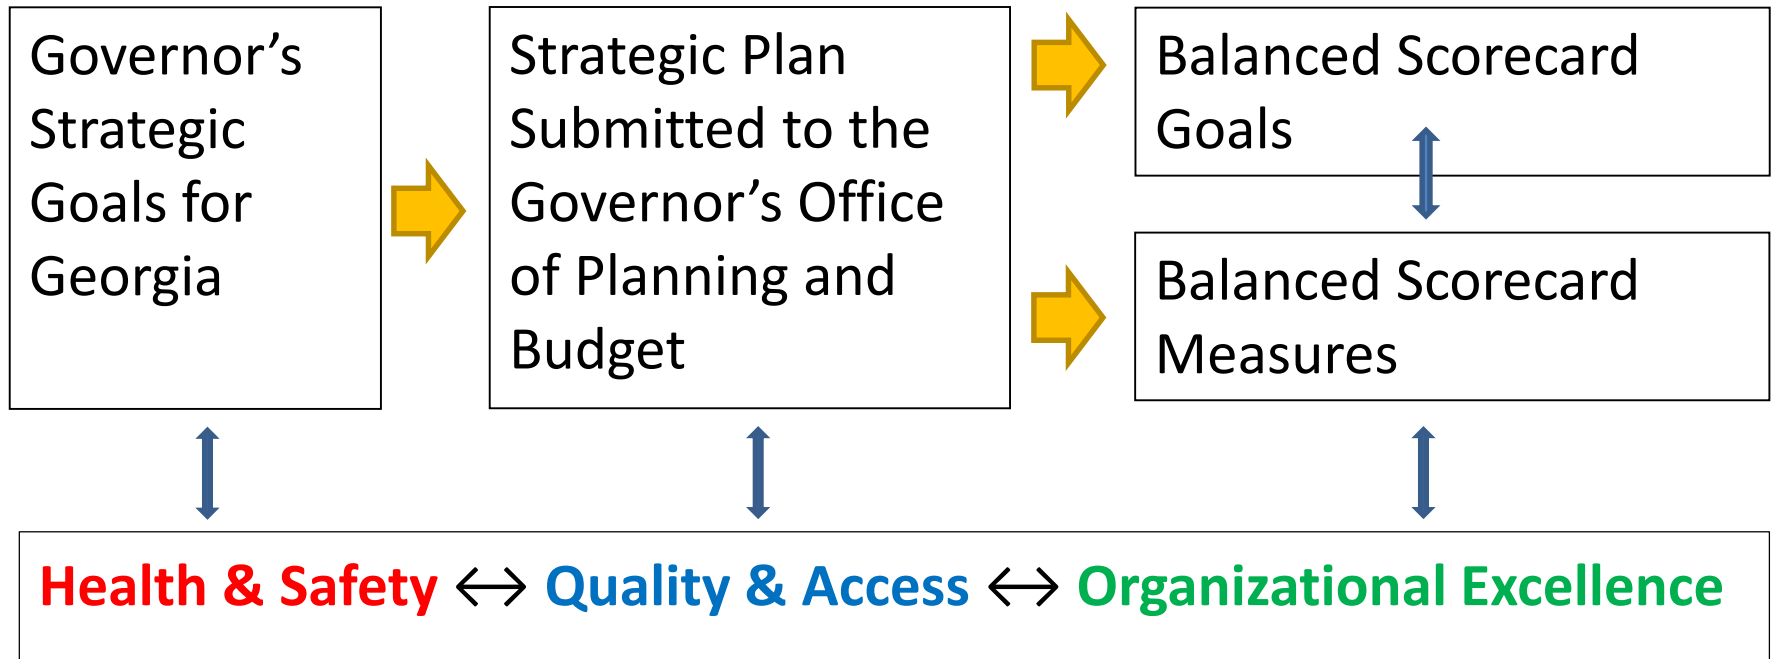 Governor’s
Strategic
Goals for
Georgia
Strategic Plan
Submitted to the
Governor’s Office
of Planning and
Budget
Balanced Scorecard
Goals
Balanced Scorecard
Measures
Health & Safety ↔ Quality & Access ↔ Organizational Excellence